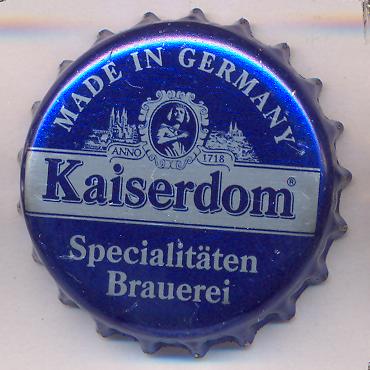 MADE IN GERMANY
ANNO 1718
Kaiserdom®
Specialitäten
Brauerei